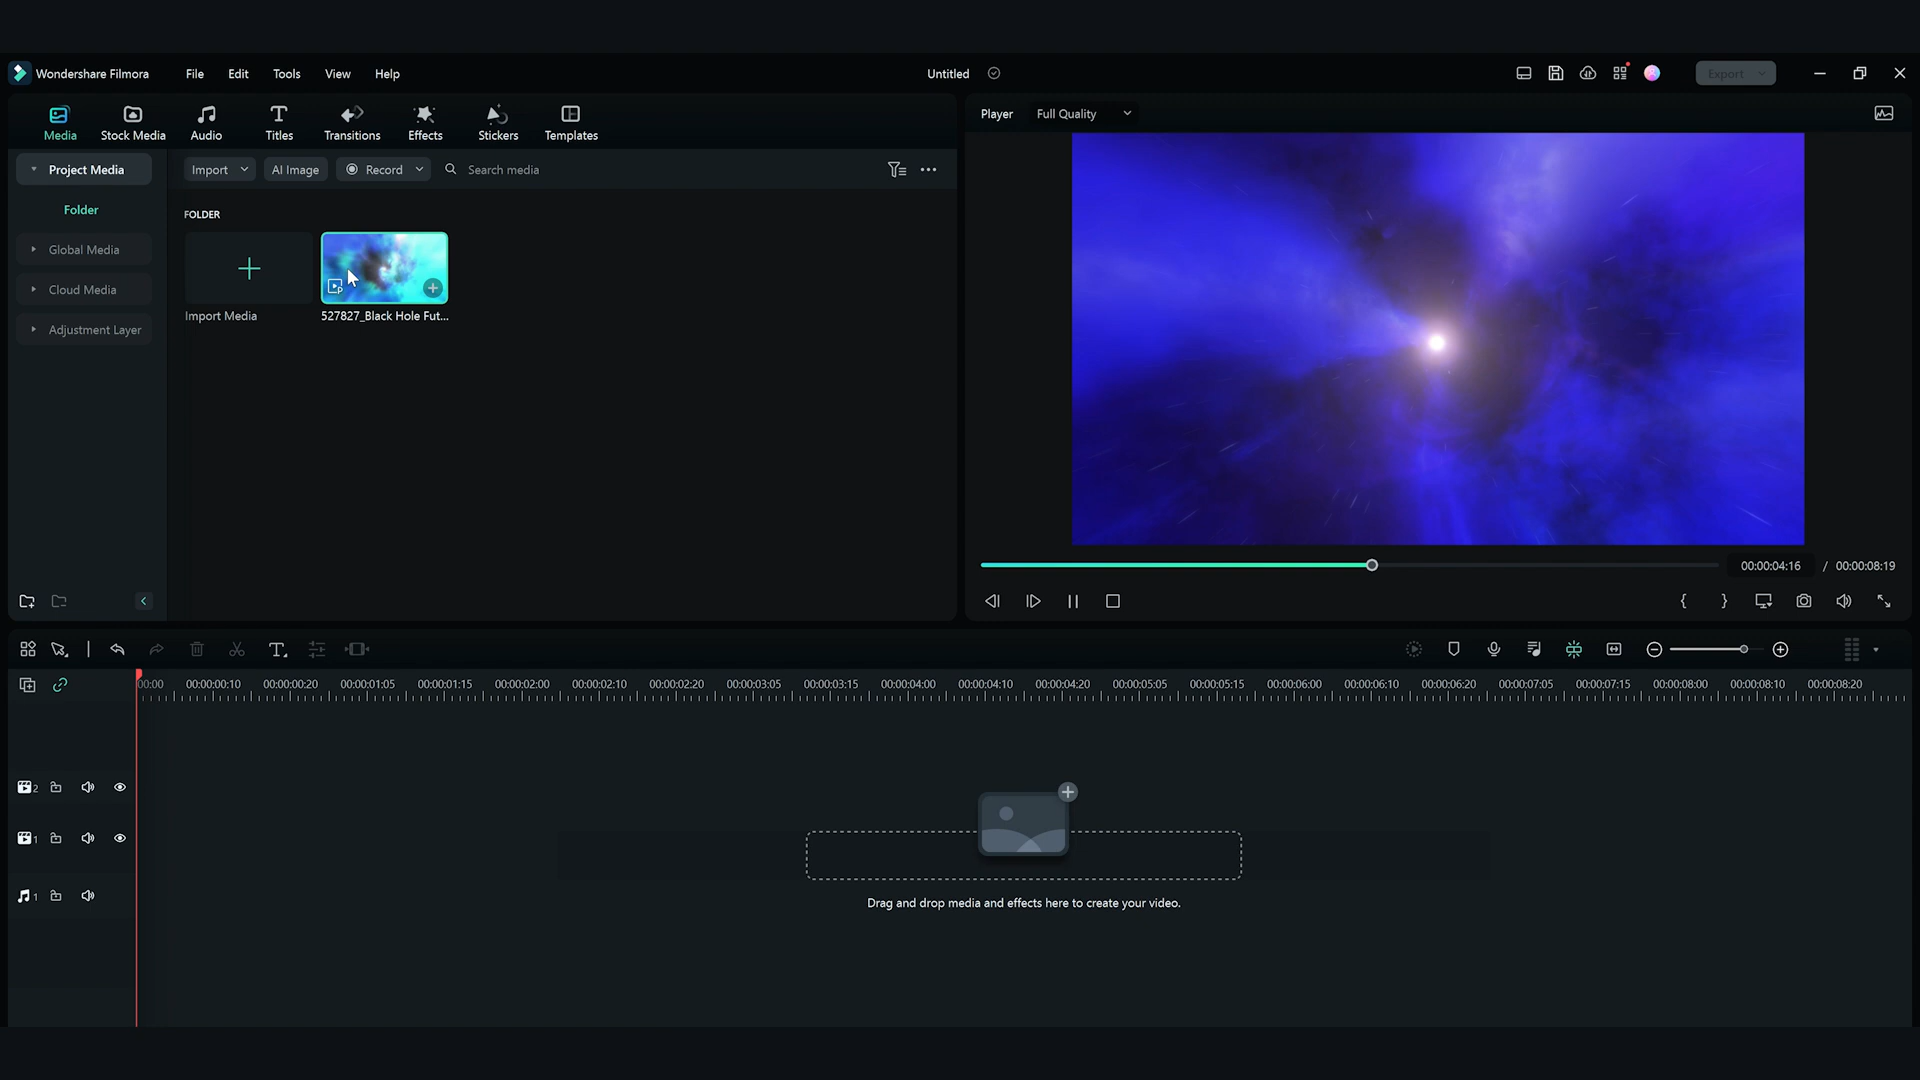 Wondershare Filmora File Edit Tools View Help Untitled Export
Media Stock Media Audio Titles Transitions Effects Stickers Templates
Player Full Quality
Project Media
Import AI Image Record Search media
Folder
Global Media
Cloud Media
Adjustment Layer
FOLDER
Import Media 527827_Black Hole Fut...
00:00:04:16 / 00:00:08:19
00:00 00:00:00:10 00:00:00:20 00:00:01:05 00:00:01:15 00:00:02:00 00:00:02:10 00:00:02:20 00:00:03:05 00:00:03:15 00:00:04:00 00:00:04:10 00:00:04:20 00:00:05:05 00:00:05:15 00:00:06:00 00:00:06:10 00:00:06:20 00:00:07:05 00:00:07:15 00:00:08:00 00:00:08:10 00:00:08:20
2
1
1
Drag and drop media and effects here to create your video.